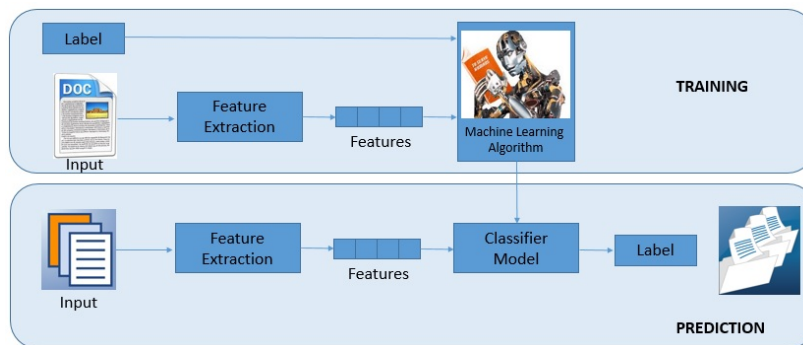 Label
DOC
Input
Feature
Extraction
Features
Machine Learning
Algorithm
TRAINING
Input
Feature
Extraction
Features
Classifier
Model
Label
PREDICTION